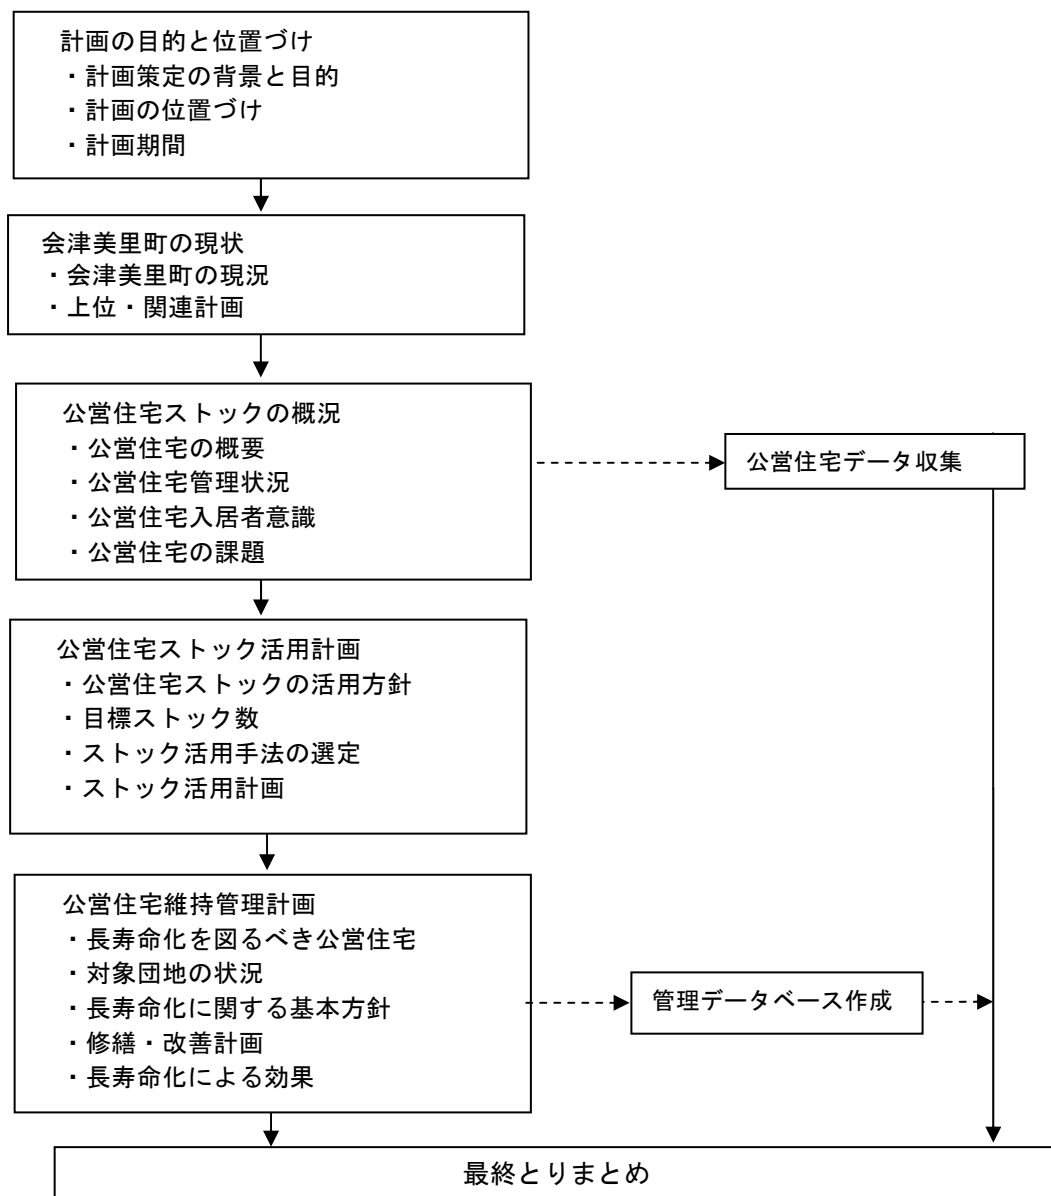 計画の目的と位置づけ
・計画策定の背景と目的
・計画の位置づけ
・計画期間
会津美里町の現状
・会津美里町の現況
・上位・関連計画
公営住宅ストックの概況
・公営住宅の概要
・公営住宅管理状況
・公営住宅入居者意識
・公営住宅の課題
公営住宅データ収集
公営住宅ストック活用計画
・公営住宅ストックの活用方針
・目標ストック数
・ストック活用手法の選定
・ストック活用計画
公営住宅維持管理計画
・長寿命化を図るべき公営住宅
・対象団地の状況
・長寿命化に関する基本方針
・修繕・改善計画
・長寿命化による効果
管理データベース作成
最終とりまとめ